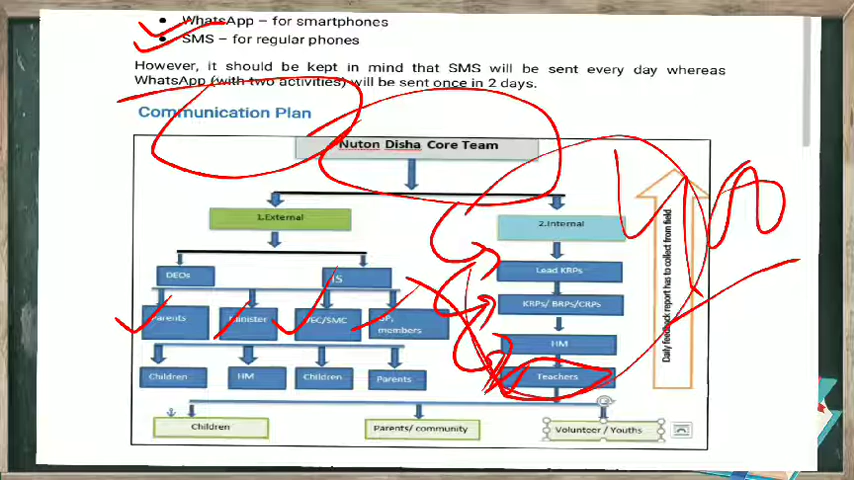 WhatsApp – for smartphones
SMS – for regular phones
However, it should be kept in mind that SMS will be sent every day whereas
WhatsApp (with two activities) will be sent once in 2 days.
Communication Plan
Nuton Disha Core Team
1.External
2.Internal
DEOs
IS
Lead KRPs
Parents
Minister
VEC/SMC
members
KRPs/ BRPs/CRPs
HM
Children
HM
Children
Parents
Teachers
Children
Parents/ community
Volunteer / Youths
Daily feedback report has to collect from field